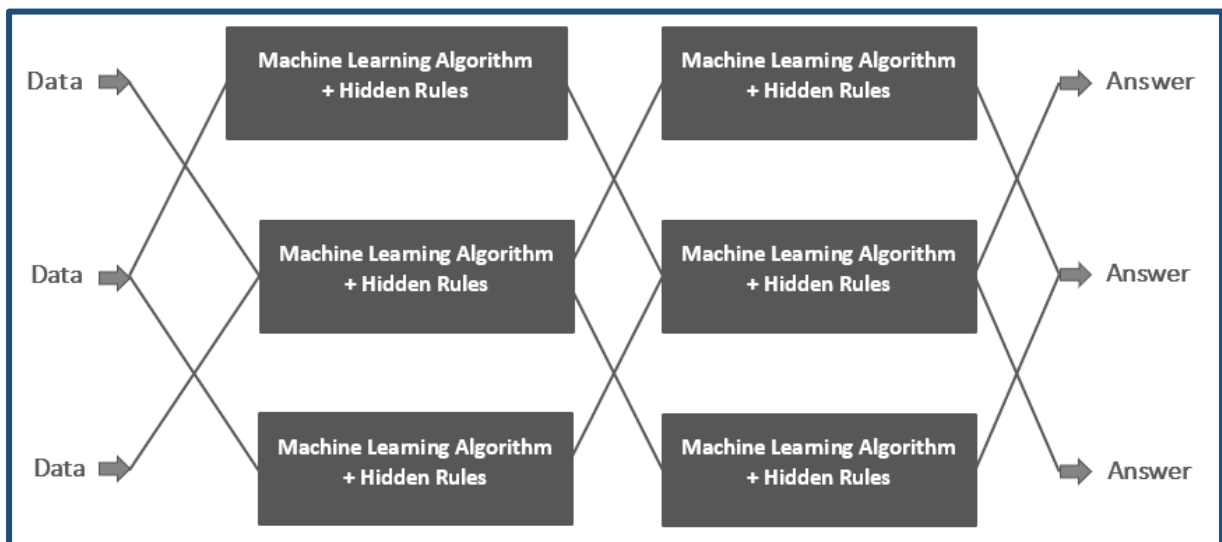 Data
Machine Learning Algorithm
+ Hidden Rules
Machine Learning Algorithm
+ Hidden Rules
Answer
Data
Machine Learning Algorithm
+ Hidden Rules
Machine Learning Algorithm
+ Hidden Rules
Answer
Data
Machine Learning Algorithm
+ Hidden Rules
Machine Learning Algorithm
+ Hidden Rules
Answer